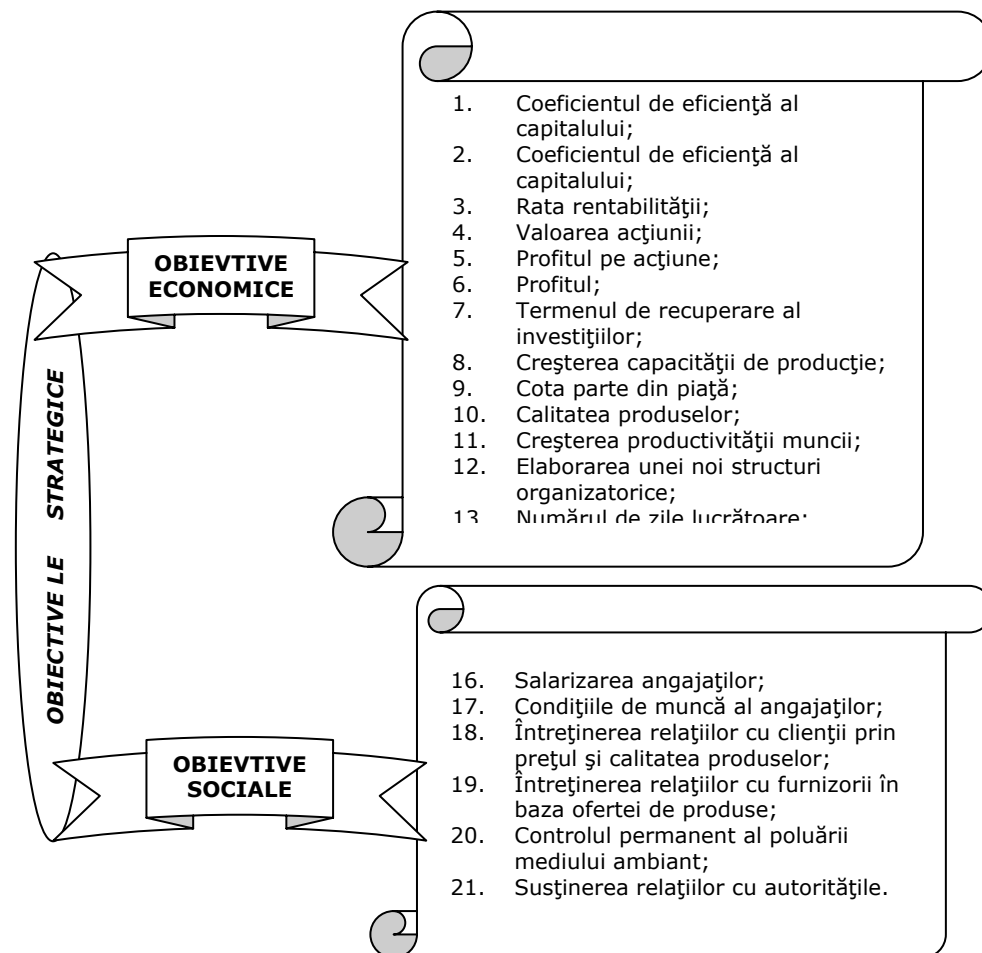 1. Coeficientul de eficienţă al
capitalului;
2. Coeficientul de eficienţă al
capitalului;
3. Rata rentabilităţii;
4. Valoarea acţiunii;
5. Profitul pe acţiune;
6. Profitul;
7. Termenul de recuperare al
investiţiilor;
8. Creşterea capacităţii de producţie;
9. Cota parte din piaţă;
10. Calitatea produselor;
11. Creşterea productivităţii muncii;
12. Elaborarea unei noi structuri
organizatorice;
13 Numărul de zile lucrătoare;
OBIEVTIVE
ECONOMICE
OBIECTIVE LE STRATEGICE
OBIEVTIVE
SOCIALE
16. Salarizarea angajaţilor;
17. Condiţiile de muncă al angajaţilor;
18. Întreţinerea relaţiilor cu clienţii prin
preţul şi calitatea produselor;
19. Întreţinerea relaţiilor cu furnizorii în
baza ofertei de produse;
20. Controlul permanent al poluării
mediului ambiant;
21. Susţinerea relaţiilor cu autorităţile.